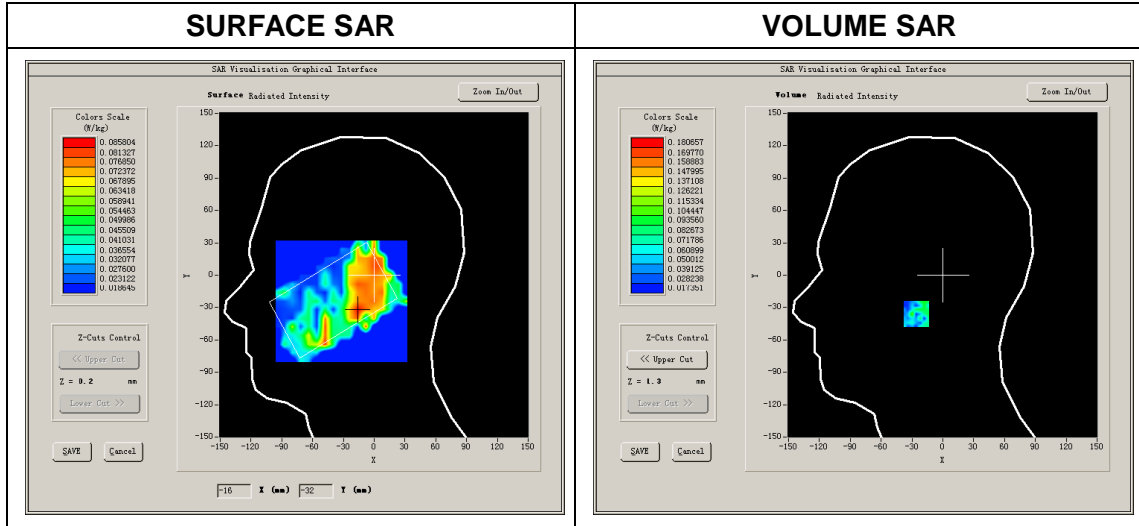 SURFACE SAR
SAR Visualisation Graphical Interface
Surface Radiated Intensity
Zoom In/Out
Colors Scale
(W/kg)
0.085804
0.081327
0.076850
0.072372
0.067895
0.063418
0.058941
0.054463
0.049986
0.045509
0.041031
0.036554
0.032077
0.027600
0.023122
0.018645
Z-Cuts Control
<< Upper Cut
Z = 0.2 mm
Lower Cut >>
SAVE Cancel
150
120
90
60
30
0
-30
-60
-90
-120
-150
Y
-150 -120 -90 -60 -30 0 30 60 90 120 150
X
-16 X (mm) -32 Y (mm)
VOLUME SAR
SAR Visualisation Graphical Interface
Volume Radiated Intensity
Zoom In/Out
Colors Scale
(W/kg)
0.180657
0.169770
0.158883
0.147995
0.137108
0.126221
0.115334
0.104447
0.093560
0.082673
0.071786
0.060899
0.050012
0.039125
0.028238
0.017351
Z-Cuts Control
<< Upper Cut
Z = 1.3 mm
Lower Cut >>
SAVE Cancel
150
120
90
60
30
0
-30
-60
-90
-120
-150
Y
-150 -120 -90 -60 -30 0 30 60 90 120 150
X